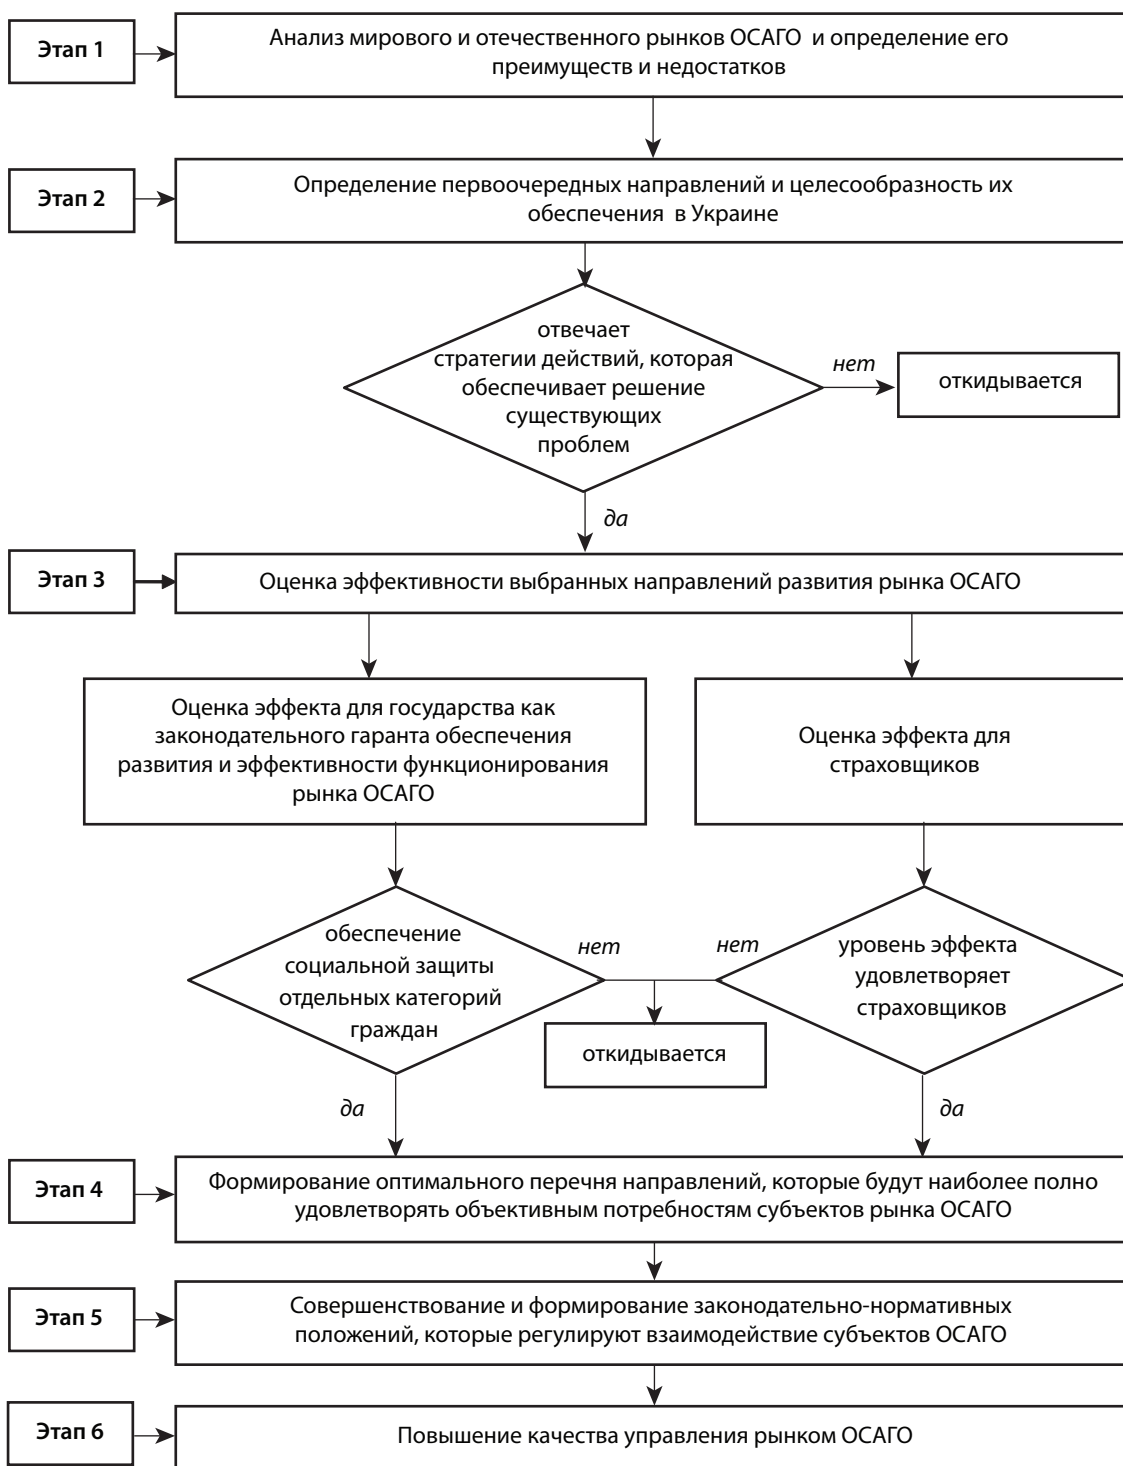 Этап 1
Анализ мирового и отечественного рынков ОСАГО и определение его
преимуществ и недостатков
Этап 2
Определение первоочередных направлений и целесообразность их
обеспечения в Украине
отвечает
стратегии действий, которая
обеспечивает решение
существующих
проблем
нет
откидывается
да
Этап 3
Оценка эффективности выбранных направлений развития рынка ОСАГО
Оценка эффекта для государства как
законодательного гаранта обеспечения
развития и эффективности функционирования
рынка ОСАГО
Оценка эффекта для
страховщиков
обеспечение
социальной защиты
отдельных категорий
граждан
нет
нет
уровень эффекта
удовлетворяет
страховщиков
откидывается
да
да
Этап 4
Формирование оптимального перечня направлений, которые будут наиболее полно
удовлетворять объективным потребностям субъектов рынка ОСАГО
Этап 5
Совершенствование и формирование законодательно-нормативных
положений, которые регулируют взаимодействие субъектов ОСАГО
Этап 6
Повышение качества управления рынком ОСАГО